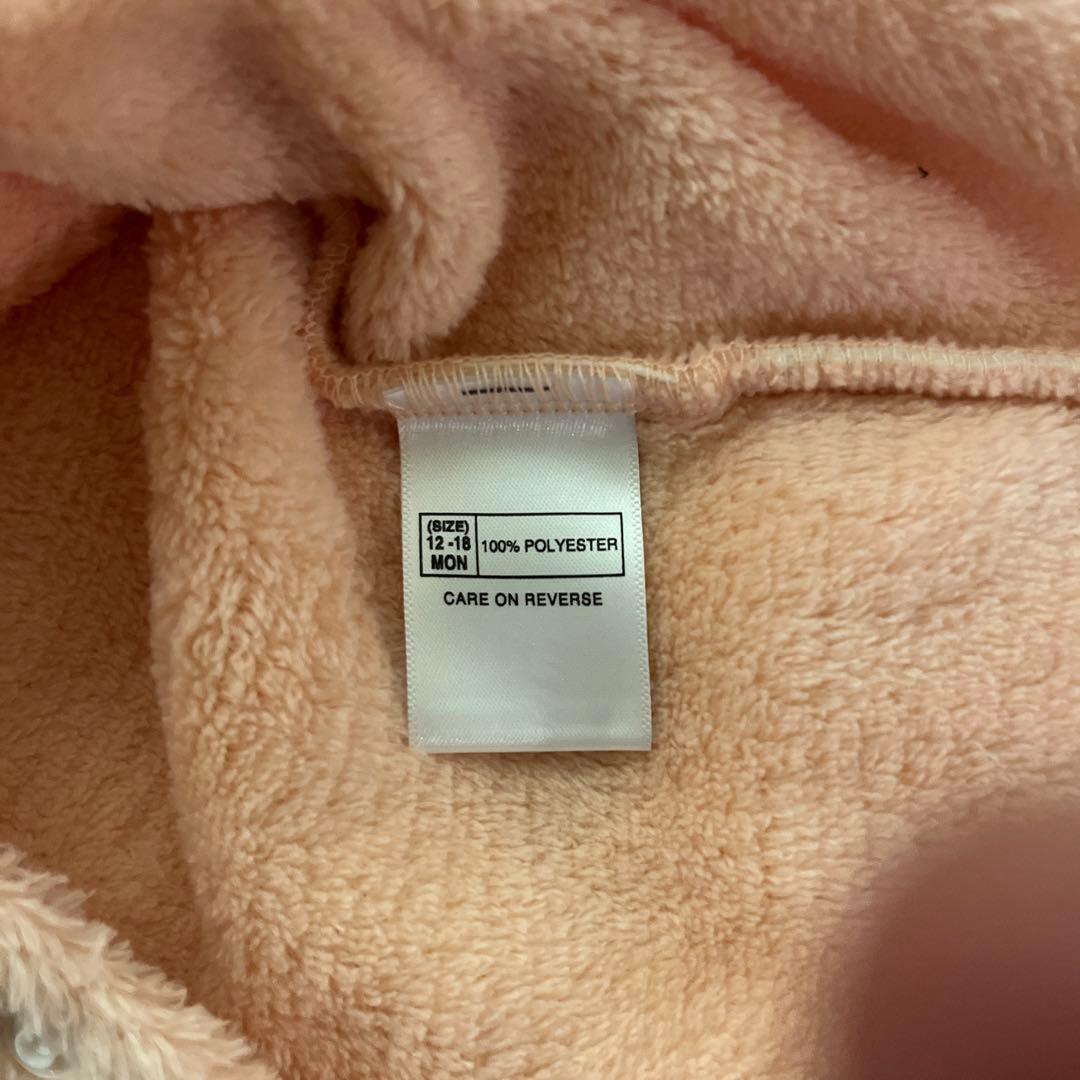 (SIZE)
12 -18
MON
100% POLYESTER
CARE ON REVERSE